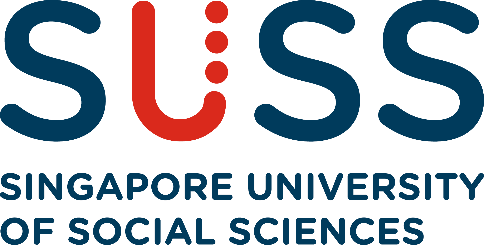 SUSS
SINGAPORE UNIVERSITY
OF SOCIAL SCIENCES